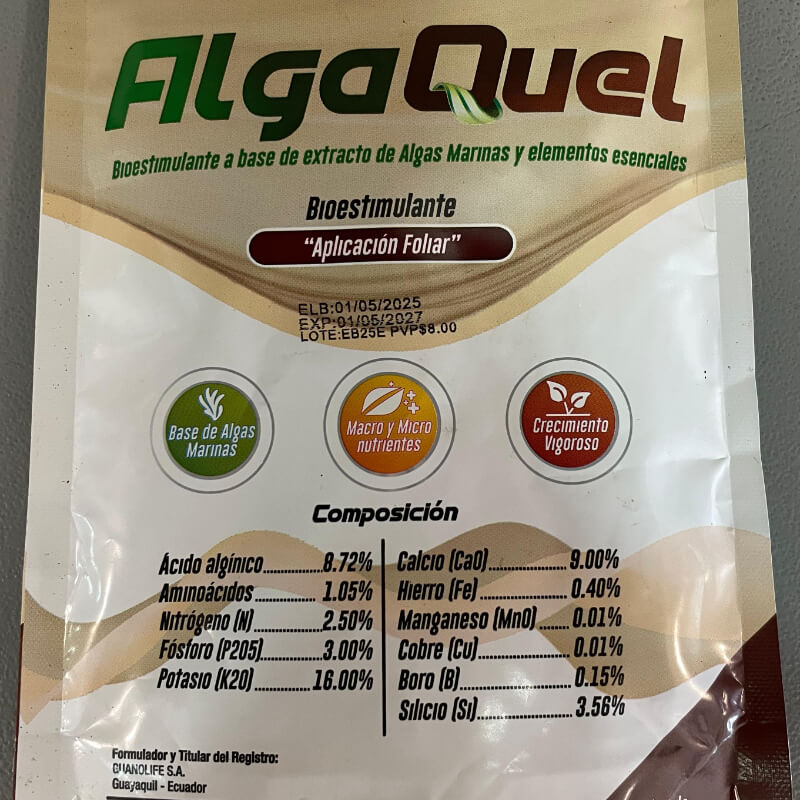 AlgaQuel
Bioestimulante a base de extracto de Algas Marinas y elementos esenciales
Bioestimulante
“Aplicación Foliar”
ELB:01/05/2025
EXP:01/05/2027
LOTE:EB25E PVP$8.00
Base de Algas
Marinas
Macro y Micro
nutrientes
Crecimiento
Vigoroso
Composición
Ácido algínico..............8.72%
Aminoácidos..............1.05%
Nitrógeno (N)..............2.50%
Fósforo (P205)..............3.00%
Potasio (K20)..............16.00%
Calcio (CaO)..............9.00%
Hierro (Fe)..............0.40%
Manganeso (MnO)........0.01%
Cobre (Cu)..............0.01%
Boro (B)..............0.15%
Silicio (Si)..............3.56%
Formulador y Titular del Registro:
GUANOLIFE S.A.
Guayaquil - Ecuador